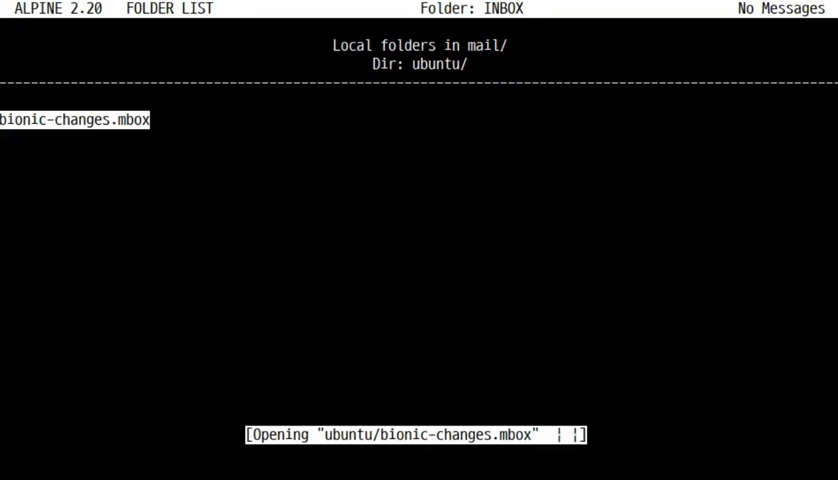 ALPINE 2.20 FOLDER LIST Folder: INBOX No Messages
Local folders in mail/
Dir: ubuntu/
bionic-changes.mbox
[Opening "ubuntu/bionic-changes.mbox" ¦ ¦]